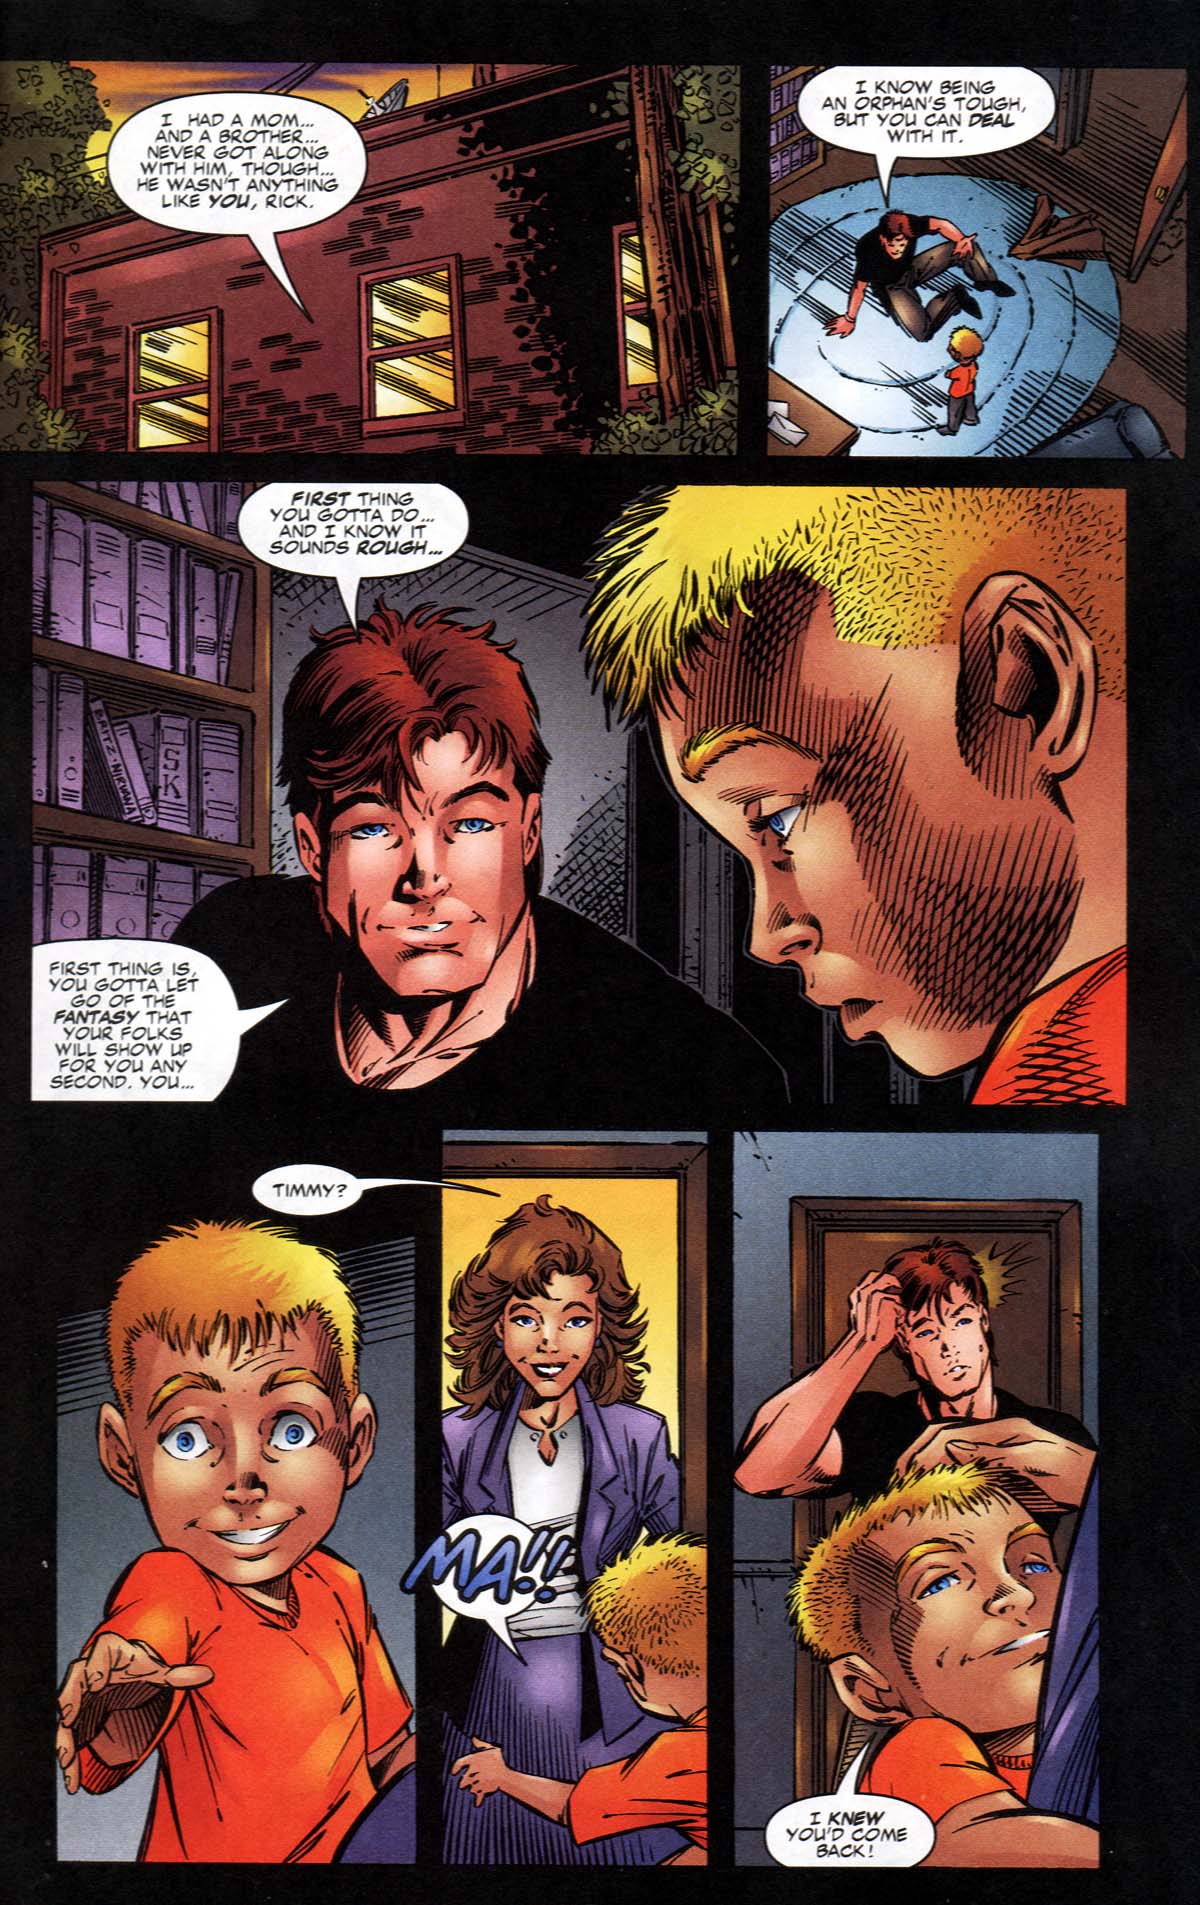 I HAD A MOM...
AND A BROTHER...
NEVER GOT ALONG
WITH HIM, THOUGH...
HE WASN'T ANYTHING
LIKE YOU, RICK.
I KNOW BEING
AN ORPHAN'S TOUGH,
BUT YOU CAN DEAL
WITH IT.
FIRST THING
YOU GOTTA DO...
AND I KNOW IT
SOUNDS ROUGH...
BRITZ-NIRVANA
SK
FIRST THING IS,
YOU GOTTA LET
GO OF THE
FANTASY THAT
YOUR FOLKS
WILL SHOW UP
FOR YOU ANY
SECOND. YOU...
TIMMY?
MA!!
I KNEW
YOU'D COME
BACK!